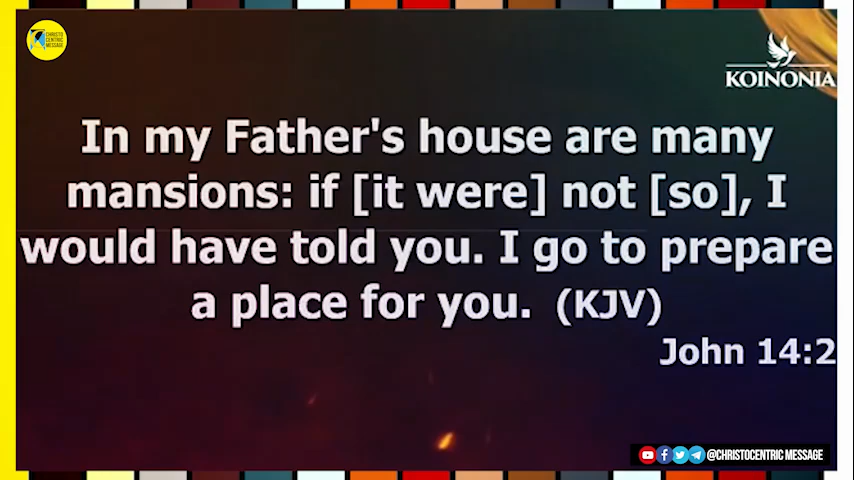 CHRISTO
CENTRIC
MESSAGE
KOINONIA
In my Father's house are many
mansions: if [it were] not [so], I
would have told you. I go to prepare
a place for you. (KJV)
John 14:2
@CHRISTOCENTRIC MESSAGE